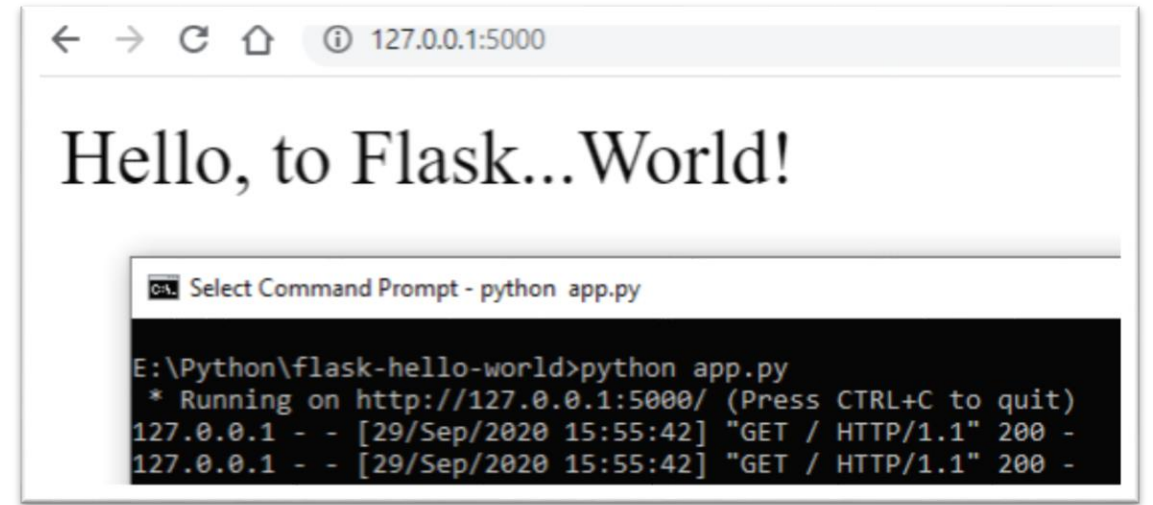 127.0.0.1:5000
Hello, to Flask...World!
C:\. Select Command Prompt - python  app.py
E:\Python\flask-hello-world>python app.py
 * Running on http://127.0.0.1:5000/ (Press CTRL+C to quit)
127.0.0.1 - - [29/Sep/2020 15:55:42] "GET / HTTP/1.1" 200 -
127.0.0.1 - - [29/Sep/2020 15:55:42] "GET / HTTP/1.1" 200 -